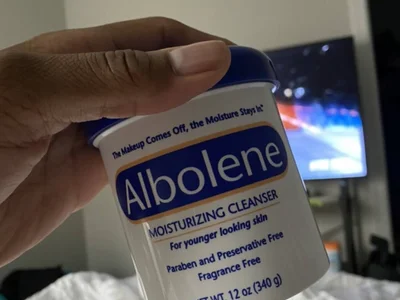 The Makeup Comes Off, the Moisture Stays In.
Albolene
MOISTURIZING CLEANSER
For younger looking skin
Paraben and Preservative Free
Fragrance Free
NET WT. 12 oz (340 g)